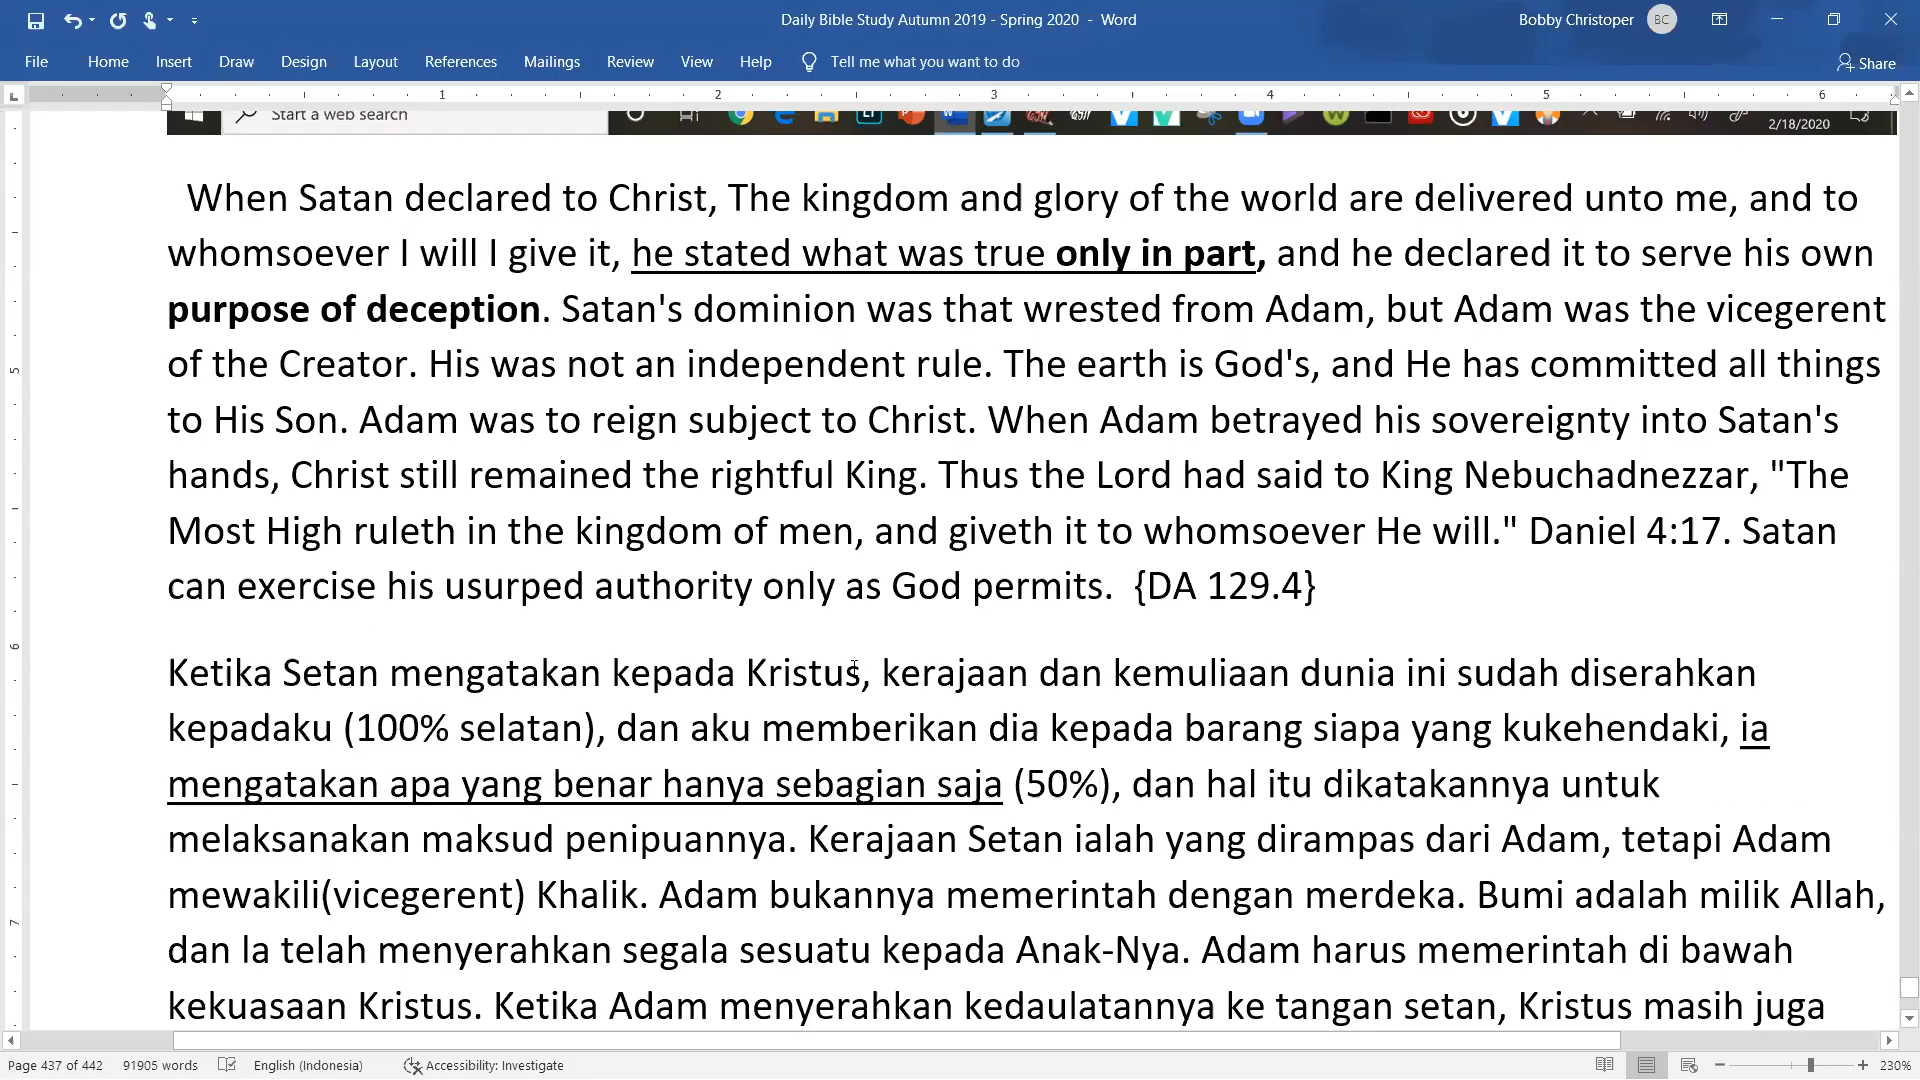 Daily Bible Study Autumn 2019 - Spring 2020 - Word
Bobby Christoper BC
File Home Insert Draw Design Layout References Mailings Review View Help Tell me what you want to do Share
1 2 3 4 5 6
Start a web search
2/18/2020
When Satan declared to Christ, The kingdom and glory of the world are delivered unto me, and to
whomsoever I will I give it, he stated what was true only in part, and he declared it to serve his own
purpose of deception. Satan's dominion was that wrested from Adam, but Adam was the vicegerent
of the Creator. His was not an independent rule. The earth is God's, and He has committed all things
to His Son. Adam was to reign subject to Christ. When Adam betrayed his sovereignty into Satan's
hands, Christ still remained the rightful King. Thus the Lord had said to King Nebuchadnezzar, "The
Most High ruleth in the kingdom of men, and giveth it to whomsoever He will." Daniel 4:17. Satan
can exercise his usurped authority only as God permits. {DA 129.4}
Ketika Setan mengatakan kepada Kristus, kerajaan dan kemuliaan dunia ini sudah diserahkan
kepadaku (100% selatan), dan aku memberikan dia kepada barang siapa yang kukehendaki, ia
mengatakan apa yang benar hanya sebagian saja (50%), dan hal itu dikatakannya untuk
melaksanakan maksud penipuannya. Kerajaan Setan ialah yang dirampas dari Adam, tetapi Adam
mewakili(vicegerent) Khalik. Adam bukannya memerintah dengan merdeka. Bumi adalah milik Allah,
dan la telah menyerahkan segala sesuatu kepada Anak-Nya. Adam harus memerintah di bawah
kekuasaan Kristus. Ketika Adam menyerahkan kedaulatannya ke tangan setan, Kristus masih juga
5
6
7
Page 437 of 442 91905 words English (Indonesia) Accessibility: Investigate 230%